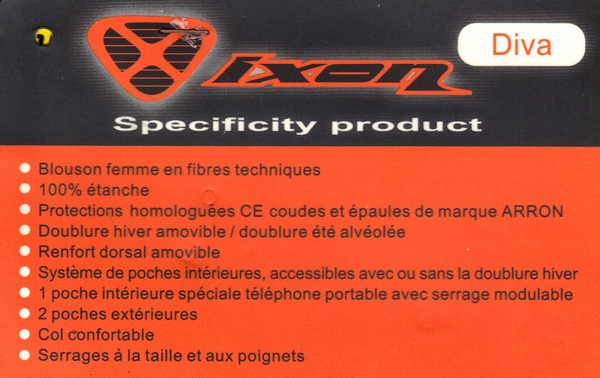 Diva
Ixon
Specificity product
Blouson femme en fibres techniques
100% étanche
Protections homologuées CE coudes et épaules de marque ARRON
Doublure hiver amovible / doublure été alvéolée
Renfort dorsal amovible
Système de poches intérieures, accessibles avec ou sans la doublure hiver
1 poche intérieure spéciale téléphone portable avec serrage modulable
2 poches extérieures
Col confortable
Serrages à la taille et aux poignets